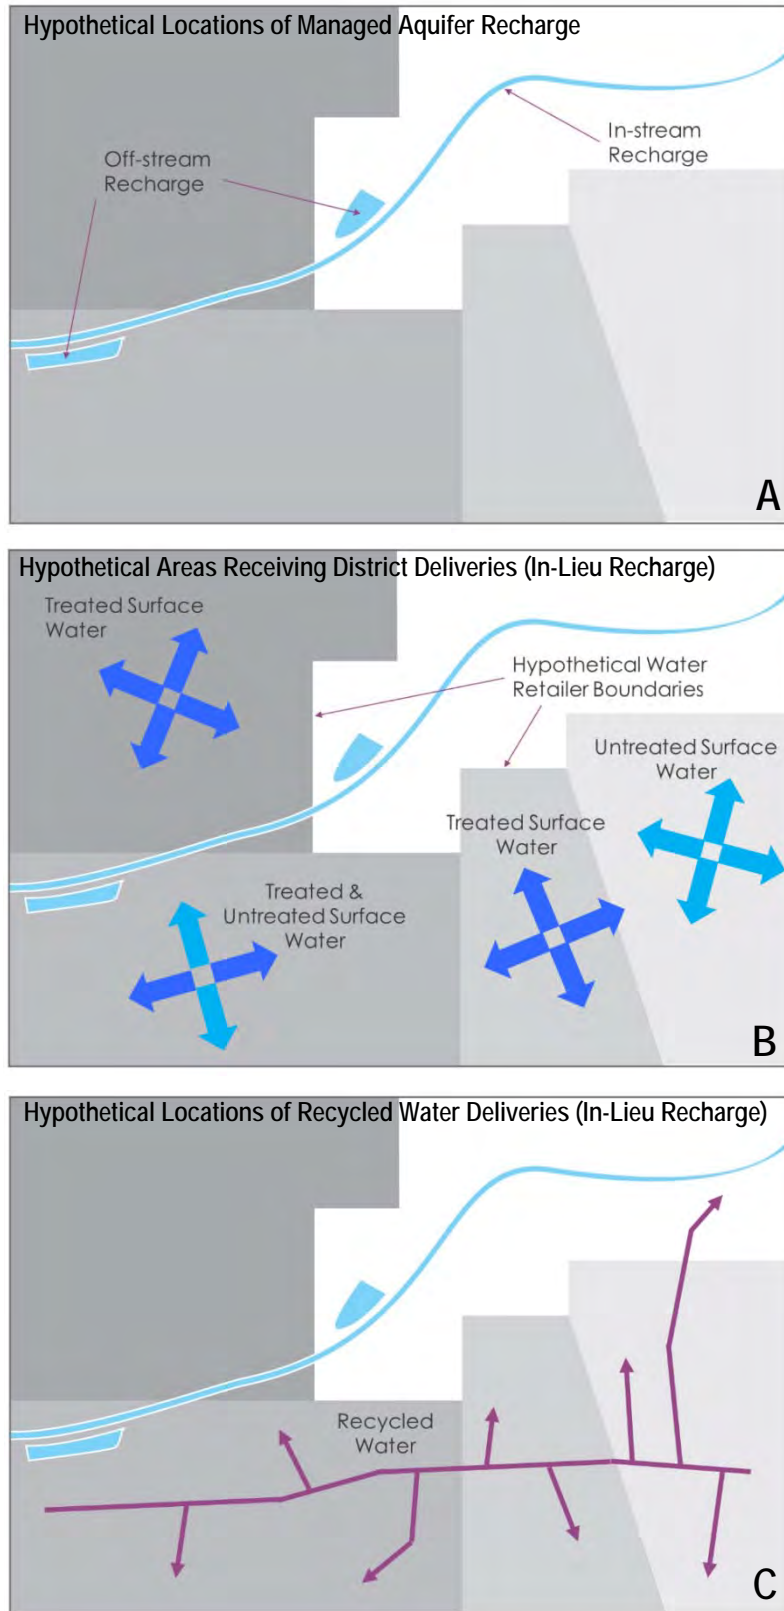 Hypothetical Locations of Managed Aquifer Recharge
Off-stream
Recharge
In-stream
Recharge
A
Hypothetical Areas Receiving District Deliveries (In-Lieu Recharge)
Treated Surface
Water
Hypothetical Water
Retailer Boundaries
Untreated Surface
Water
Treated Surface
Water
Treated &
Untreated Surface
Water
B
Hypothetical Locations of Recycled Water Deliveries (In-Lieu Recharge)
Recycled
Water
C